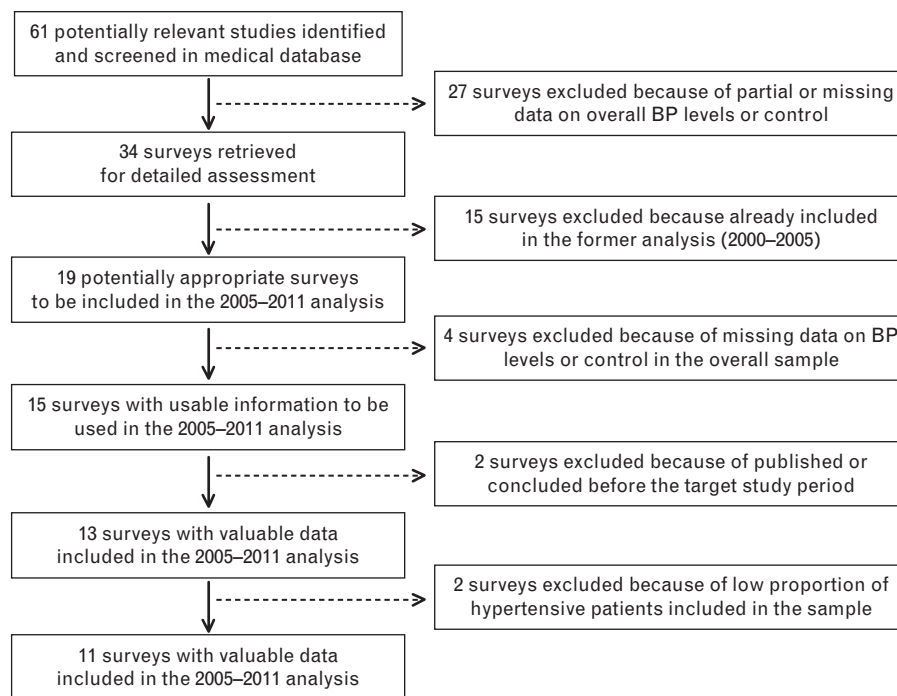 61 potentially relevant studies identified
and screened in medical database
27 surveys excluded because of partial or missing
data on overall BP levels or control
34 surveys retrieved
for detailed assessment
15 surveys excluded because already included
in the former analysis (2000–2005)
19 potentially appropriate surveys
to be included in the 2005–2011 analysis
4 surveys excluded because of missing data on BP
levels or control in the overall sample
15 surveys with usable information to be
used in the 2005–2011 analysis
2 surveys excluded because of published or
concluded before the target study period
13 surveys with valuable data
included in the 2005–2011 analysis
2 surveys excluded because of low proportion of
hypertensive patients included in the sample
11 surveys with valuable data
included in the 2005–2011 analysis